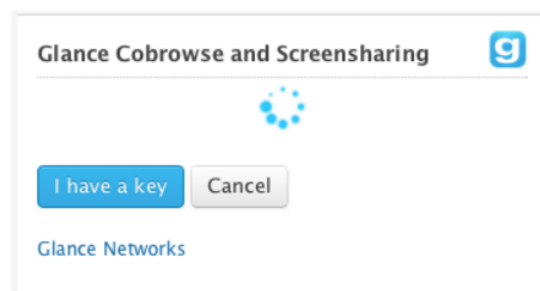 Glance Cobrowse and Screensharing
g
I have a key
Cancel
Glance Networks